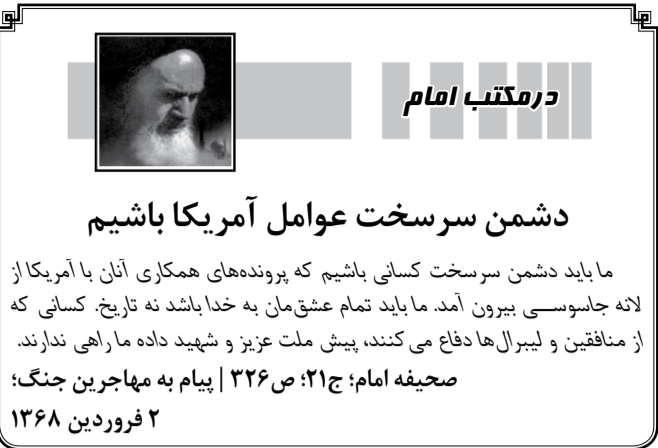 درمکتب امام
دشمن سرسخت عوامل آمریکا باشیم
ما باید دشمن سرسخت کسانی باشیم که پرونده‌های همکاری آنان با آمریکا از
لانه جاسوســی بیرون آمد. ما باید تمام عشق‌مان به خدا باشد نه تاریخ. کسانی که
از منافقین و لیبرال‌ها دفاع می کنند، پیش ملت عزیز و شهید داده ما راهی ندارند.
صحیفه امام؛ ج۲۱؛ ص۳۲۶ | پیام به مهاجرین جنگ؛
۲ فروردین ۱۳۶۸